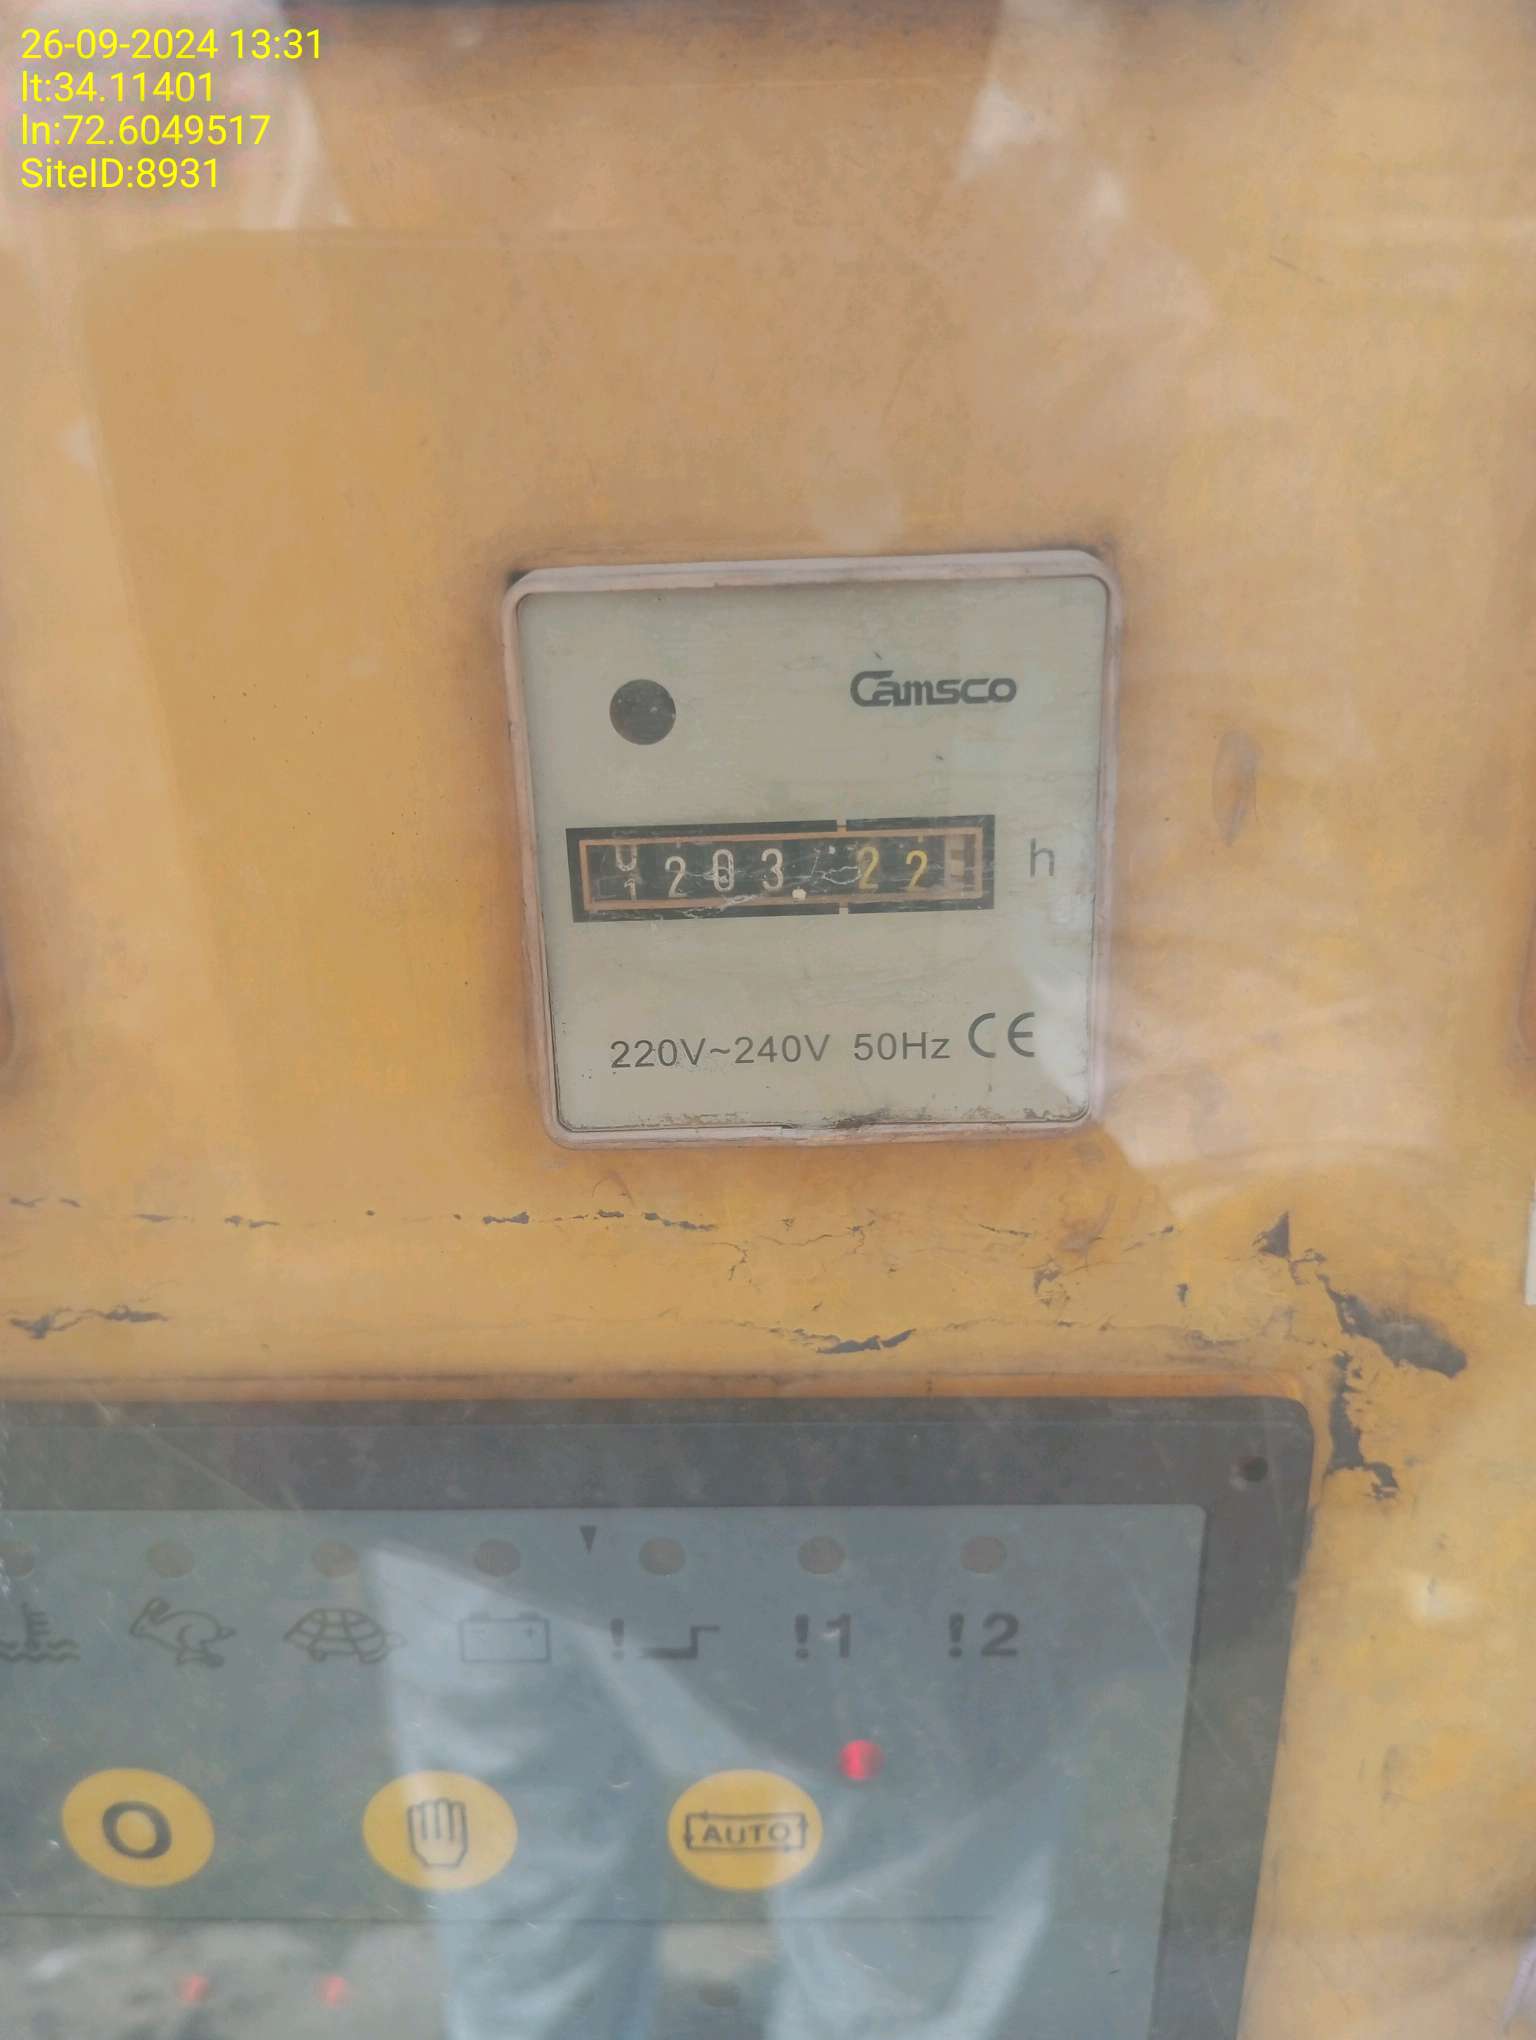 26-09-2024 13:31
lt:34.11401
ln:72.6049517
SiteID:8931
Camsco
203 22
h
220V~240V 50Hz CE
!1 !2
O AUTO